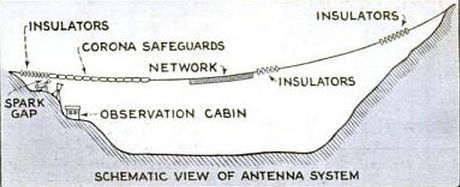 INSULATORS
INSULATORS
CORONA SAFEGUARDS
NETWORK
INSULATORS
SPARK
GAP
OBSERVATION CABIN
SCHEMATIC VIEW OF ANTENNA SYSTEM